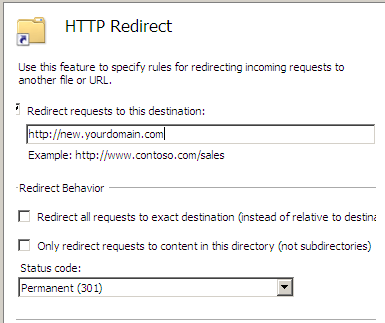 HTTP Redirect
Use this feature to specify rules for redirecting incoming requests to
another file or URL.
Redirect requests to this destination:
http://new.yourdomain.com
Example: http://www.contoso.com/sales
Redirect Behavior
Redirect all requests to exact destination (instead of relative to destina
Only redirect requests to content in this directory (not subdirectories)
Status code:
Permanent (301)